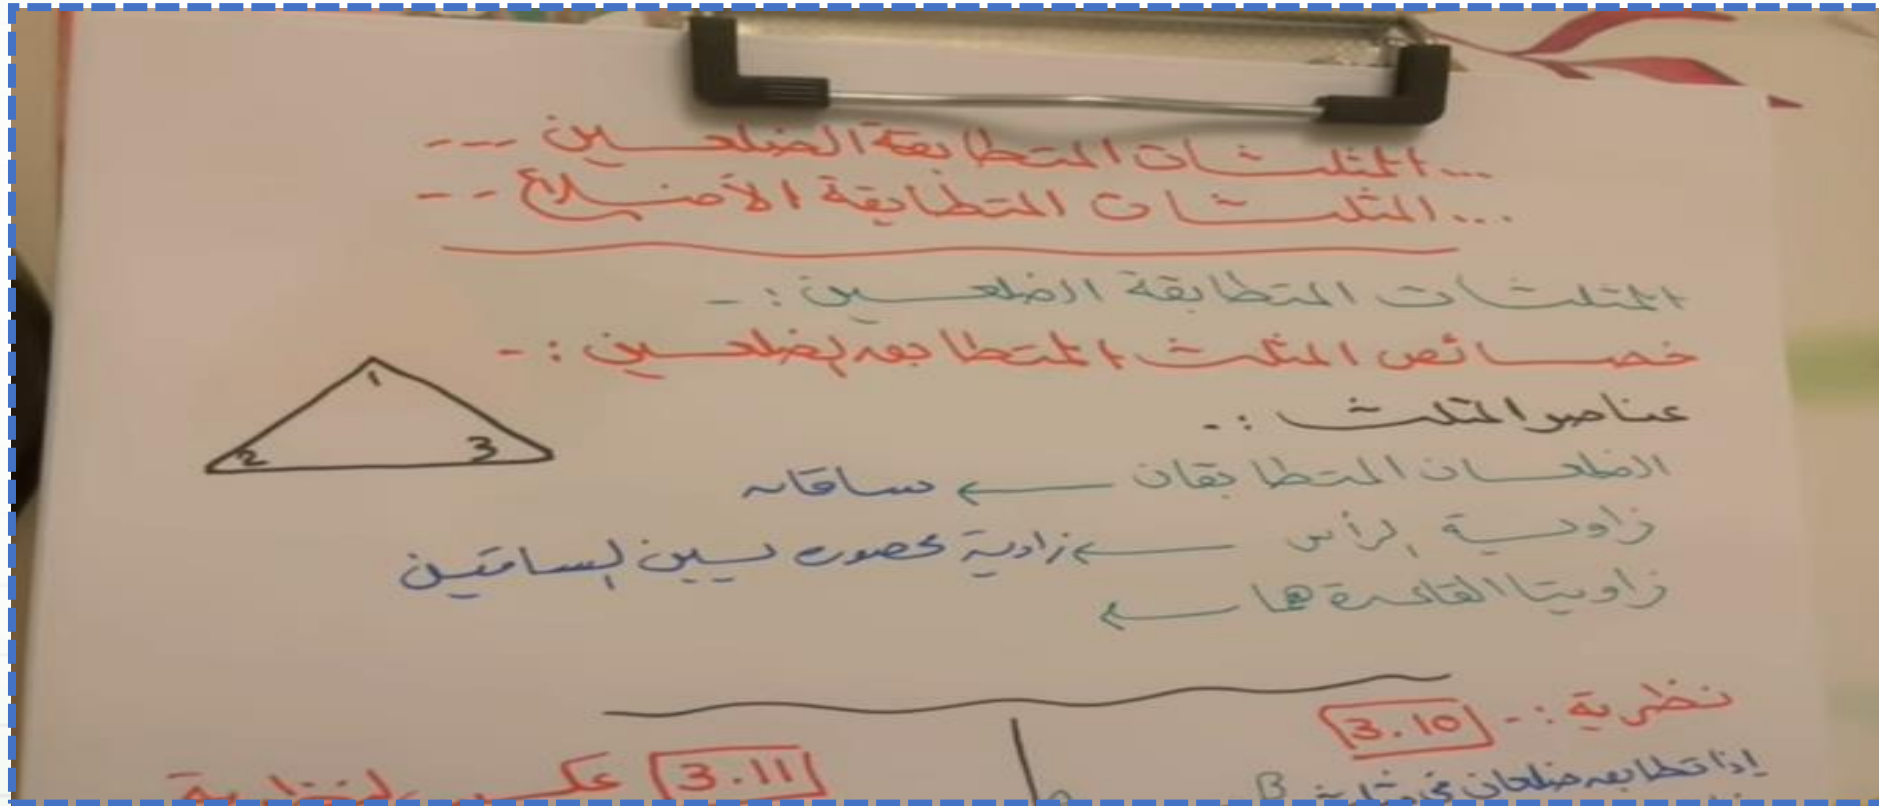 ...المثلثات المتطابقة الضلعين---
...المثلثات المتطابقة الأضلاع--
المثلثات المتطابقة الضلعين :-
خصائص المثلث المتطابق الضلعين :-
عناصر المثلث :-
الضلعان المتطابقان ← ساقان
زاوية الرأس ← زاوية محصورة بين الساقين
زاويتا القاعدة هما ←
1
2
3
نظرية :- 3.10
إذا تطابق ضلعان في مثلث
B
3.11 عكس النظرية